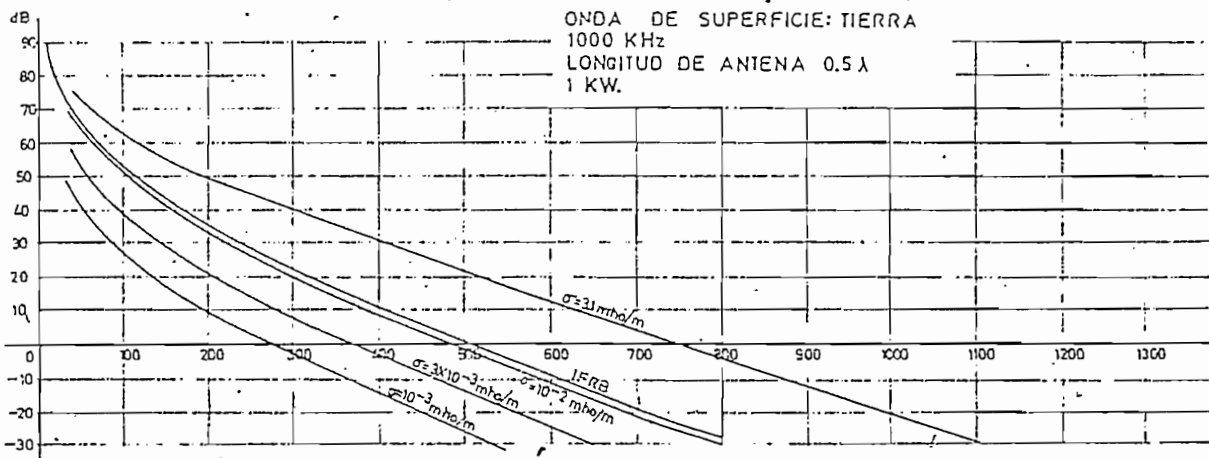 dB
ONDA DE SUPERFICIE: TIERRA
1000 KHz
LONGITUD DE ANTENA 0.5 λ
1 KW.
90
80
70
60
50
40
30
20
10
0
-10
-20
-30
100 200 300 400 500 600 700 800 900 1000 1100 1200 1300
σ=3.1 mho/m
I.F.R.B
σ=10-2 mho/m
σ=3X10-3 mho/m
σ=10-3 mho/m
r